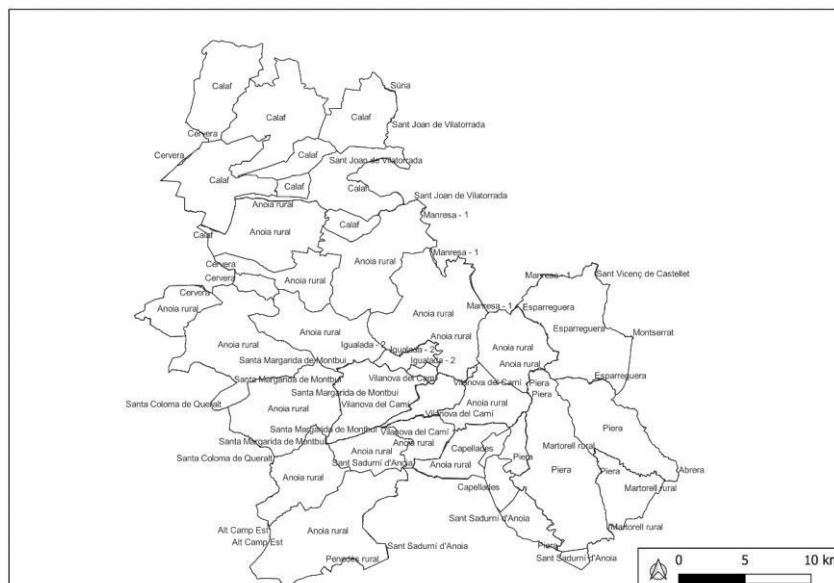 Súria
Calaf
Calaf
Calaf
Sant Joan de Vilatorrada
Cervera
Cervera
Calaf
Sant Joan de Vilatorrada
Calaf
Calaf
Calaf
Sant Joan de Vilatorrada
Anoia rural
Manresa - 1
Calaf
Calaf
Anoia rural
Manresa - 1
Anoia rural
Cervera
Cervera
Anoia rural
Manresa - 1
Sant Vicenç de Castellet
Cervera
Anoia rural
Manresa - 1
Esparreguera
Anoia rural
Anoia rural
Esparreguera
Montserrat
Anoia rural
Anoia rural
Igualada - 2
Anoia rural
Igualada - 2
Santa Margarida de Montbui
Igualada - 2
Anoia rural
Esparreguera
Santa Margarida de Montbui
Vilanova del Camí
Vilanova del Camí
Piera
Santa Margarida de Montbui
Piera
Santa Coloma de Queralt
Anoia rural
Vilanova del Camí
Anoia rural
Vilanova del Camí
Santa Margarida de Montbui
Vilanova del Camí
Piera
Santa Margarida de Montbui
Anoia rural
Martorell rural
Anoia rural
Capellades
Santa Coloma de Queralt
Sant Sadurní d'Anoia
Anoia rural
Piera
Piera
Piera
Abrera
Anoia rural
Capellades
Martorell rural
Sant Sadurní d'Anoia
Alt Camp Est
Anoia rural
Martorell rural
Alt Camp Est
Sant Sadurní d'Anoia
Piera
Penedès rural
Sant Sadurní d'Anoia
0 5 10 km